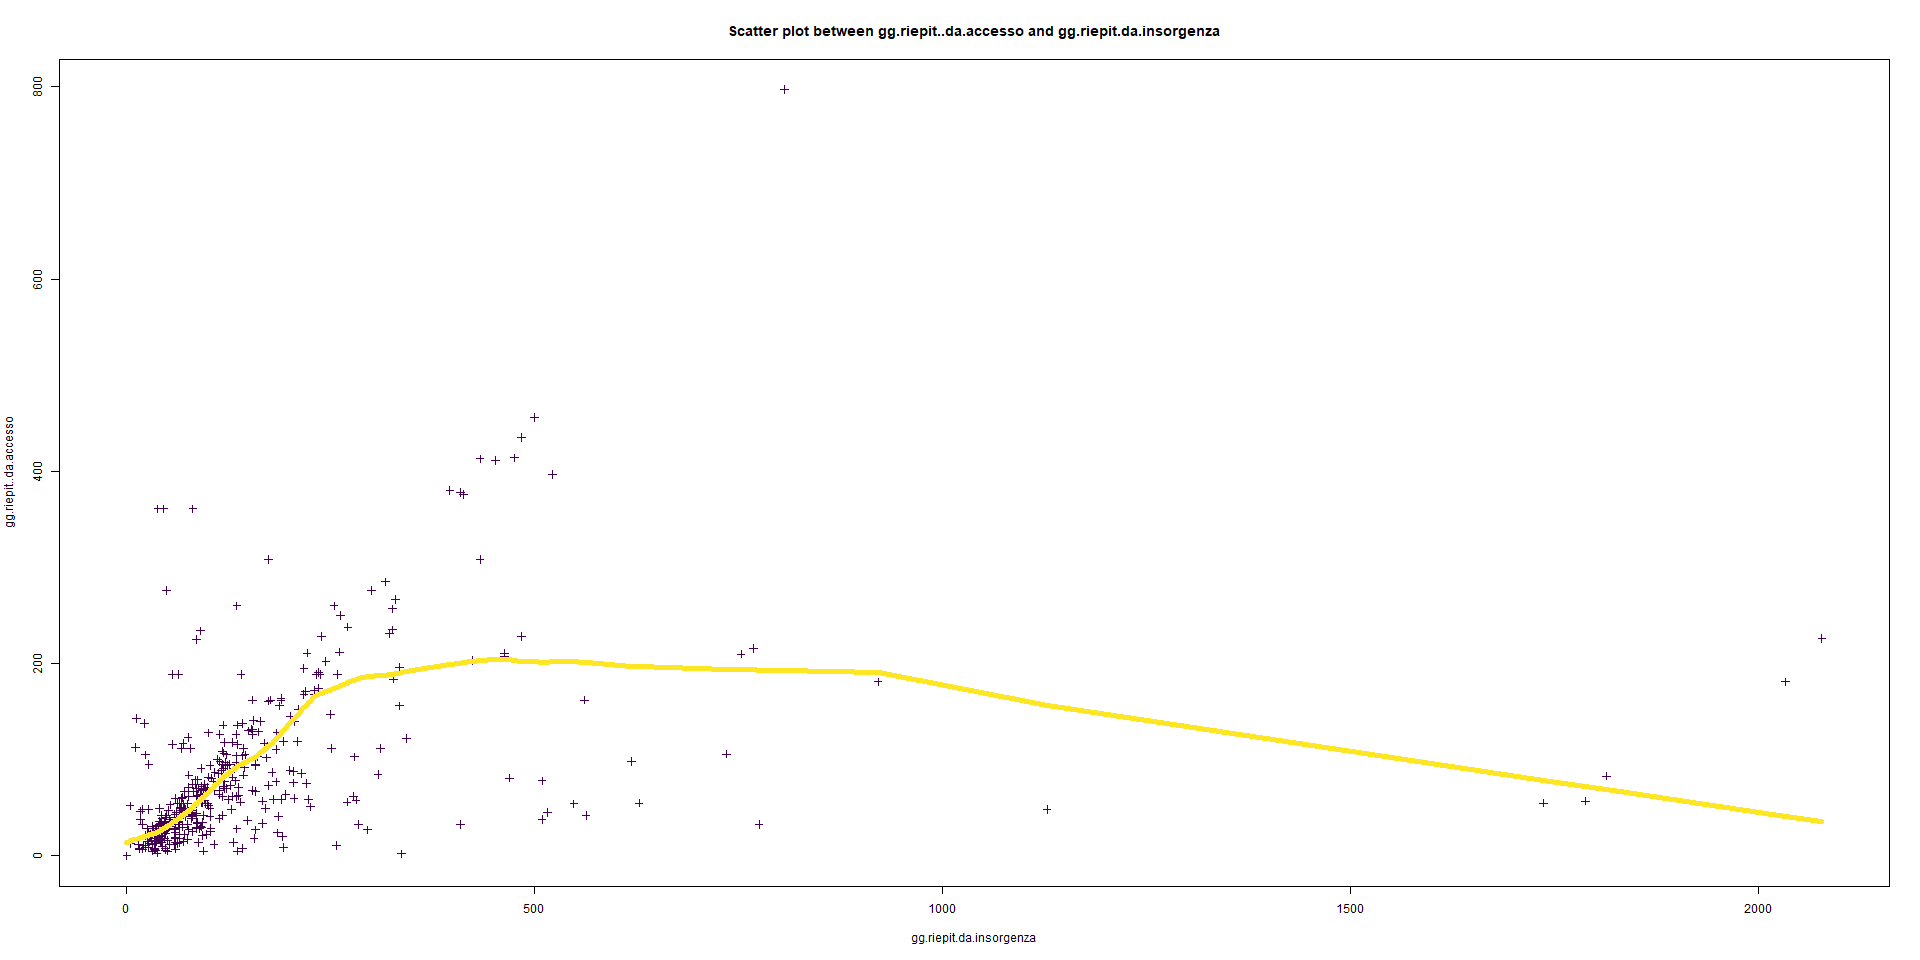 Scatter plot between gg.riepit..da.accesso and gg.riepit.da.insorgenza
800
600
400
200
0
gg.riepit..da.accesso
0 500 1000 1500 2000
gg.riepit.da.insorgenza